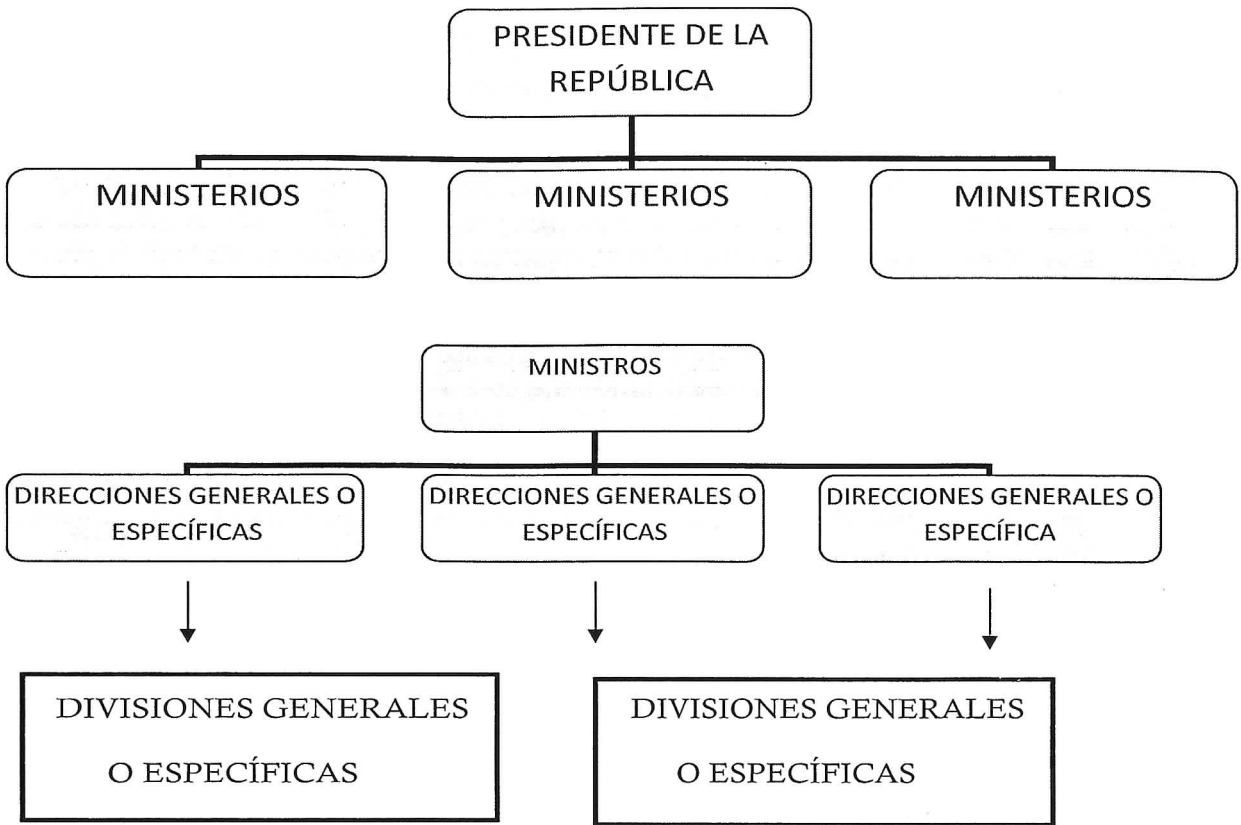 PRESIDENTE DE LA
REPÚBLICA
MINISTERIOS
MINISTERIOS
MINISTERIOS
MINISTROS
DIRECCIONES GENERALES O
ESPECÍFICAS
DIRECCIONES GENERALES O
ESPECÍFICAS
DIRECCIONES GENERALES O
ESPECÍFICA
DIVISIONES GENERALES
O ESPECÍFICAS
DIVISIONES GENERALES
O ESPECÍFICAS